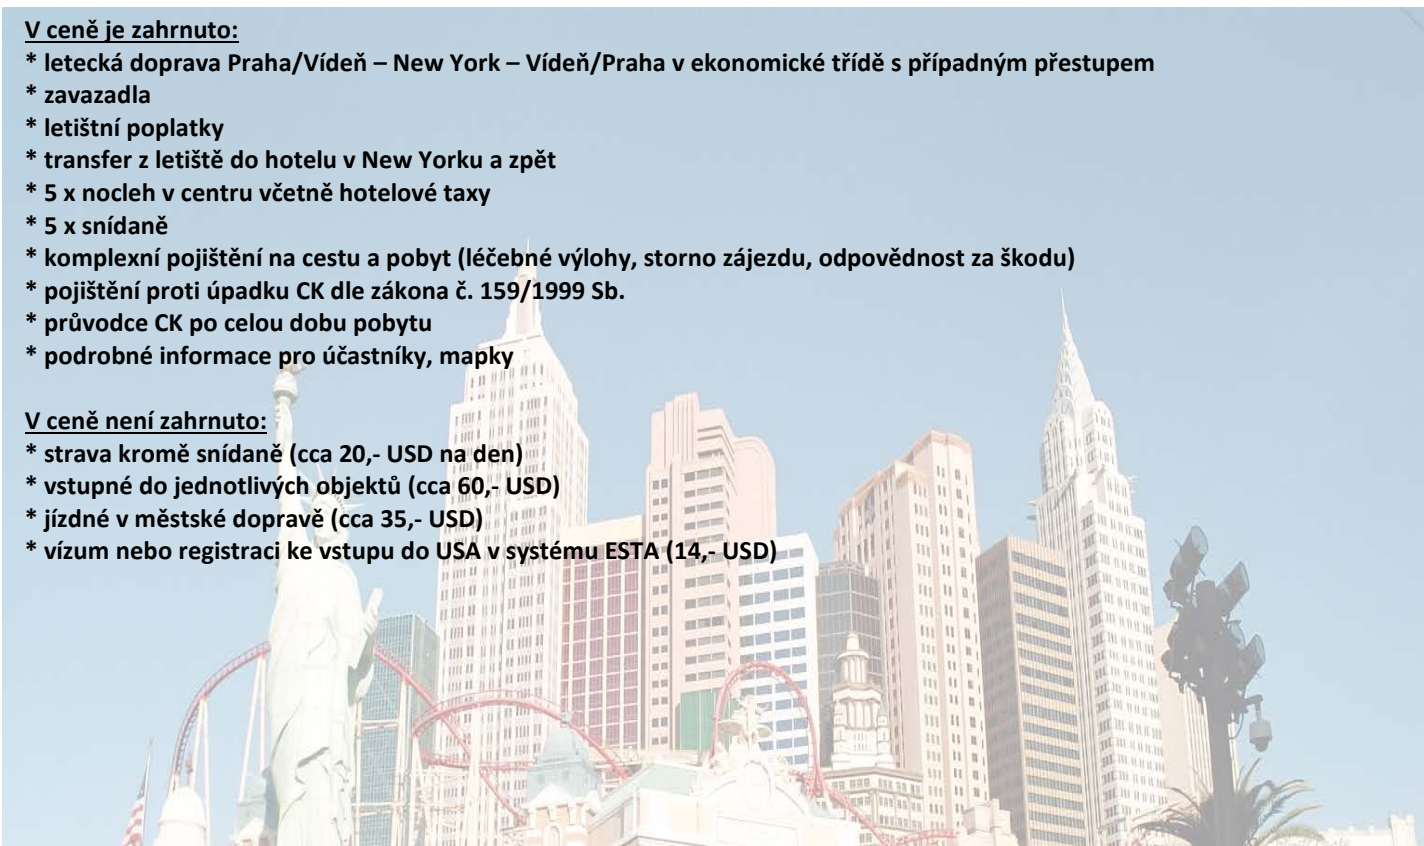 V ceně je zahrnuto:
* letecká doprava Praha/Vídeň – New York – Vídeň/Praha v ekonomické třídě s případným přestupem
* zavazadla
* letištní poplatky
* transfer z letiště do hotelu v New Yorku a zpět
* 5 x nocleh v centru včetně hotelové taxy
* 5 x snídaně
* komplexní pojištění na cestu a pobyt (léčebné výlohy, storno zájezdu, odpovědnost za škodu)
* pojištění proti úpadku CK dle zákona č. 159/1999 Sb.
* průvodce CK po celou dobu pobytu
* podrobné informace pro účastníky, mapky
V ceně není zahrnuto:
* strava kromě snídaně (cca 20,- USD na den)
* vstupné do jednotlivých objektů (cca 60,- USD)
* jízdné v městské dopravě (cca 35,- USD)
* vízum nebo registraci ke vstupu do USA v systému ESTA (14,- USD)